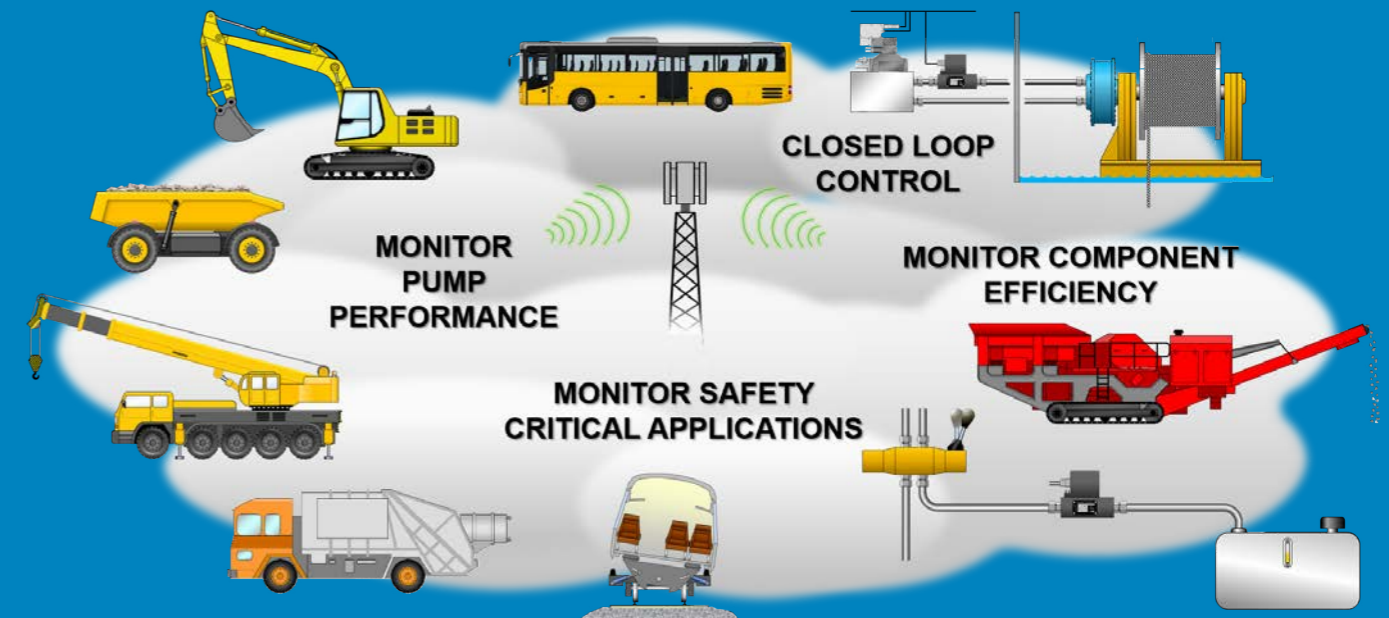 CLOSED LOOP
CONTROL
MONITOR
PUMP
PERFORMANCE
MONITOR COMPONENT
EFFICIENCY
MONITOR SAFETY
CRITICAL APPLICATIONS